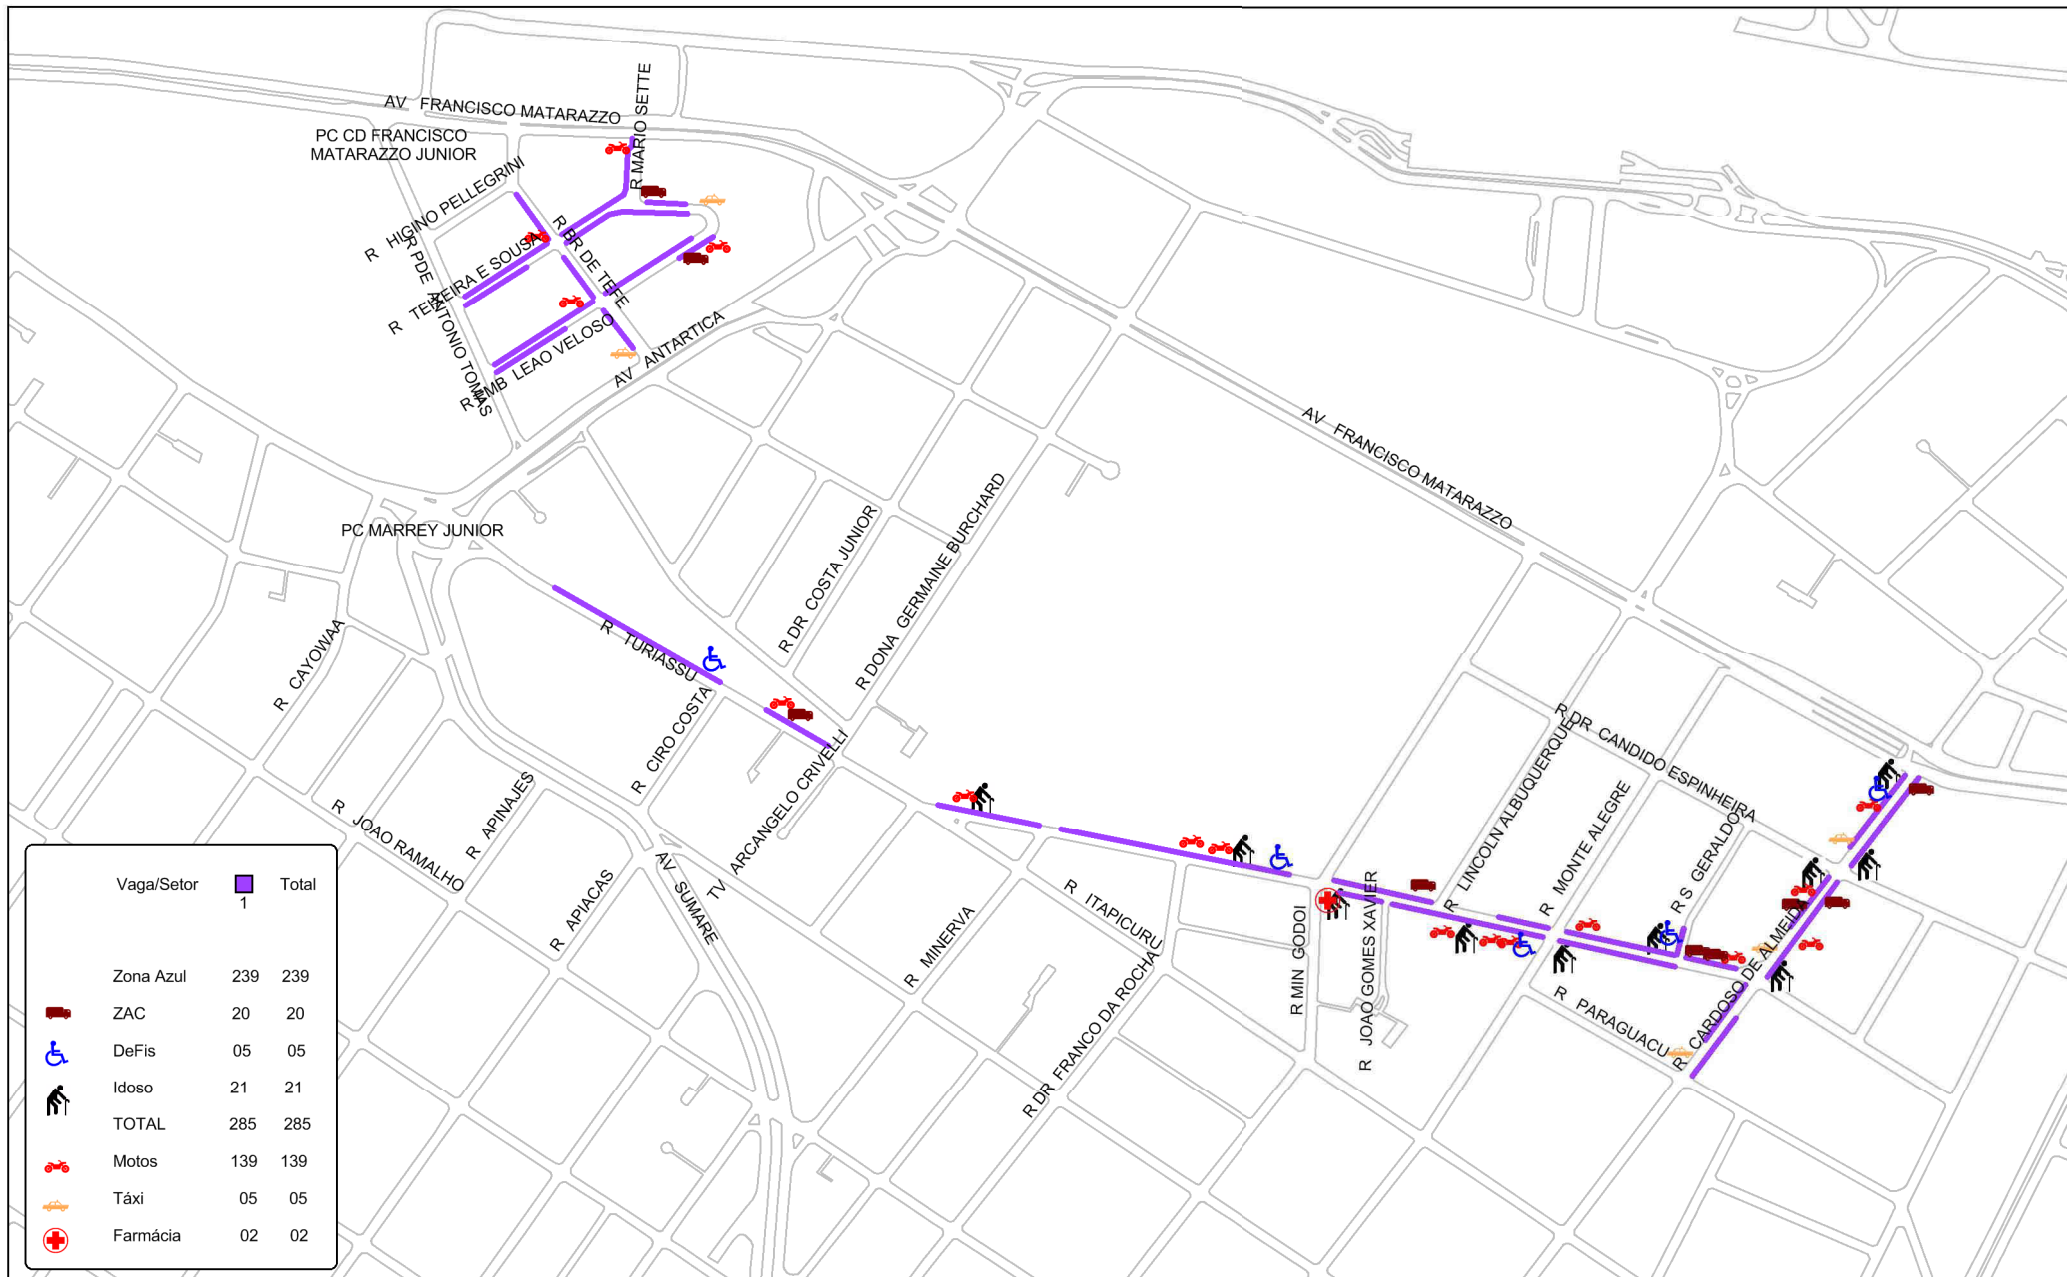 AV FRANCISCO MATARAZZO
R MARIO SETTE
PC CD FRANCISCO
MATARAZZO JUNIOR
R HIGINO PELLEGRINI
R BR DE TEFE
R TEIXEIRA E SOUSA
R PDE ANTONIO TOMAS
R EMB LEAO VELOSO
AV ANTARTICA
AV FRANCISCO MATARAZZO
PC MARREY JUNIOR
R DR COSTA JUNIOR
R DONA GERMAINE BURCHARD
R TURIASSU
R CAYOWAA
R CIRO COSTA
TV ARCANGELO CRIVELLI
R JOAO RAMALHO
R APINAJES
R APIACAS
AV SUMARE
R MINERVA
R ITAPICURU
R DR FRANCO DA ROCHA
R MIN GODOI
R JOAO GOMES XAVIER
R LINCOLN ALBUQUERQUE
R DR CANDIDO ESPINHEIRA
R MONTE ALEGRE
R S GERALDO
R CARDOSO DE ALMEIDA
R PARAGUACU
Vaga/Setor 1 Total
Zona Azul 239 239
ZAC 20 20
DeFis 05 05
Idoso 21 21
TOTAL 285 285
Motos 139 139
Táxi 05 05
Farmácia 02 02